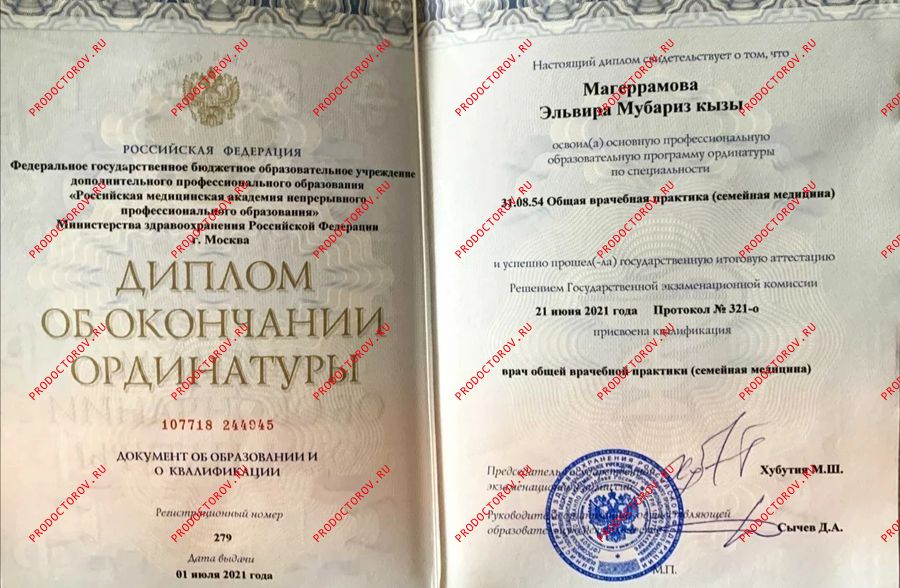 РОССИЙСКАЯ ФЕДЕРАЦИЯ
Федеральное государственное бюджетное образовательное учреждение
дополнительного профессионального образования
«Российская медицинская академия непрерывного
профессионального образования»
Министерства здравоохранения Российской Федерации
г. Москва
ДИПЛОМ
ОБ ОКОНЧАНИИ
ОРДИНАТУРЫ
107718 244945
ДОКУМЕНТ ОБ ОБРАЗОВАНИИ И
О КВАЛИФИКАЦИИ
Регистрационный номер
279
Дата выдачи
01 июля 2021 года
Настоящий диплом свидетельствует о том, что
Магеррамова
Эльвира Мубариз кызы
освоил(а) основную профессиональную
образовательную программу ординатуры
по специальности
31.08.54 Общая врачебная практика (семейная медицина)
и успешно прошел(-ла) государственную итоговую аттестацию
Решением Государственной экзаменационной комиссии
21 июня 2021 года Протокол № 321-о
присвоена квалификация
врач общей врачебной практики (семейная медицина)
Председатель
экзаменационной
Хубутия М.Ш.
Руководитель
образовательную
Сычев Д.А.
М.П.
PRODOCTOROV.RU